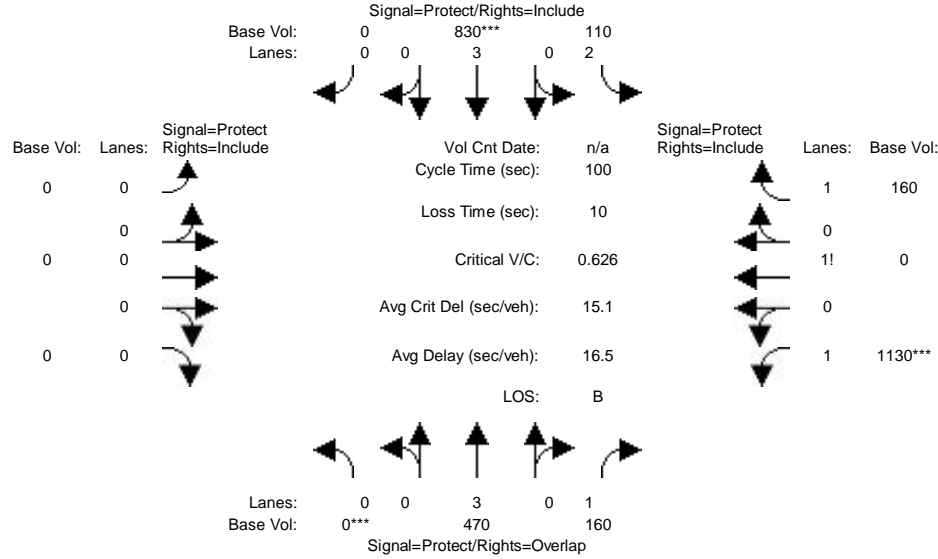 Signal=Protect/Rights=Include
Base Vol: 0 830*** 110
Lanes: 0 0 3 0 2
Signal=Protect
Base Vol: Lanes: Rights=Include
Vol Cnt Date: n/a
Signal=Protect
Rights=Include Lanes: Base Vol:
Cycle Time (sec): 100
0 0
1 160
Loss Time (sec): 10
0
0
0 0
Critical V/C: 0.626
1! 0
0
Avg Crit Del (sec/veh): 15.1
0
0 0
Avg Delay (sec/veh): 16.5
1 1130***
LOS: B
Lanes: 0 0 3 0 1
Base Vol: 0*** 470 160
Signal=Protect/Rights=Overlap